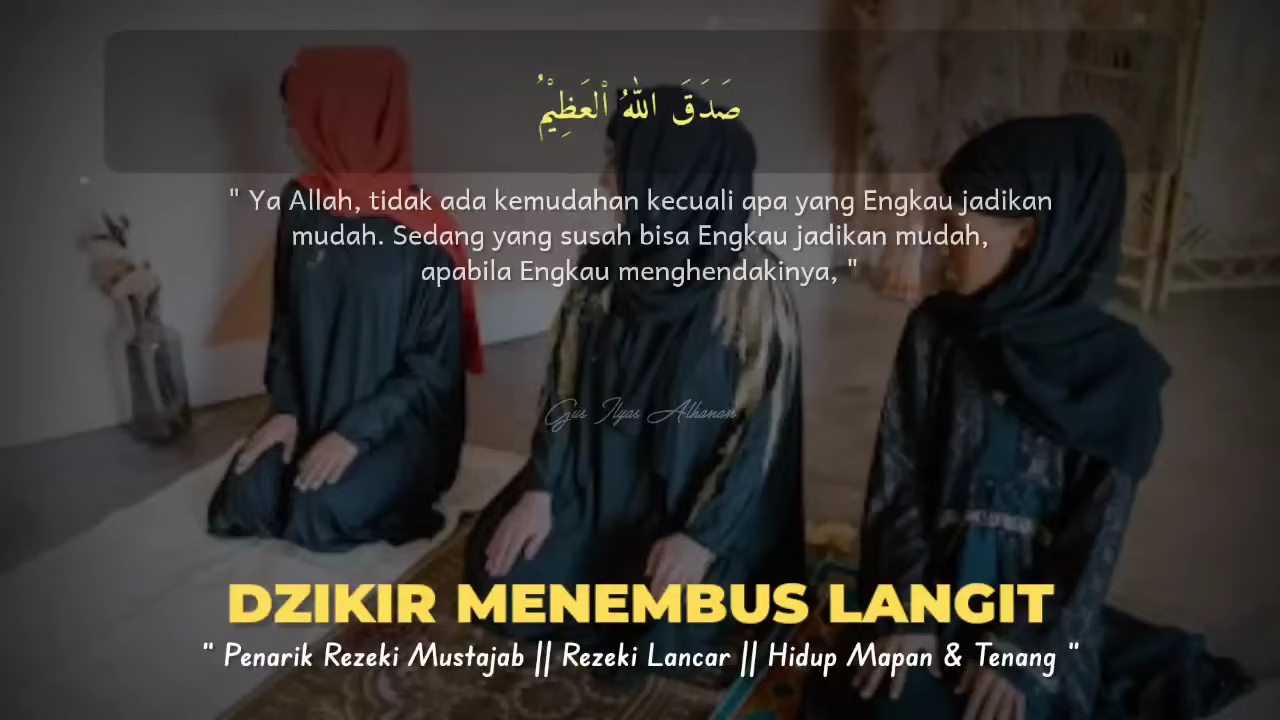 صَدَقَ اللّٰهُ الْعَظِيْمُ
" Ya Allah, tidak ada kemudahan kecuali apa yang Engkau jadikan
mudah. Sedang yang susah bisa Engkau jadikan mudah,
apabila Engkau menghendakinya, "
Gus Ilyas Alhanan
DZIKIR MENEMBUS LANGIT
" Penarik Rezeki Mustajab || Rezeki Lancar || Hidup Mapan & Tenang "